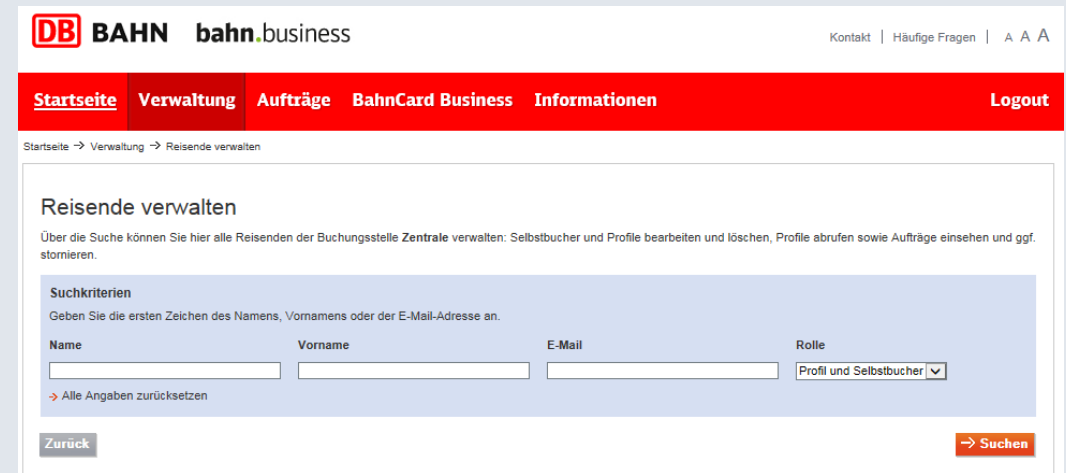 DB BAHN bahn.business
Kontakt | Häufige Fragen | A A A
Startseite Verwaltung Aufträge BahnCard Business Informationen Logout
Startseite → Verwaltung → Reisende verwalten
Reisende verwalten
Über die Suche können Sie hier alle Reisenden der Buchungsstelle Zentrale verwalten: Selbstbucher und Profile bearbeiten und löschen, Profile abrufen sowie Aufträge einsehen und ggf.
stornieren.
Suchkriterien
Geben Sie die ersten Zeichen des Namens, Vornamens oder der E-Mail-Adresse an.
Name Vorname E-Mail Rolle
Profil und Selbstbucher
→ Alle Angaben zurücksetzen
Zurück → Suchen